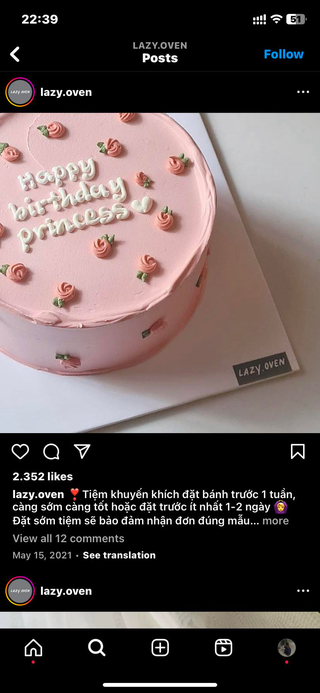 22:39
51
LAZY.OVEN
Posts
Follow
lazy.oven
Happy
birthday
princess
LAZY.OVEN
2.352 likes
lazy.oven ❣️Tiệm khuyến khích đặt bánh trước 1 tuần,
càng sớm càng tốt hoặc đặt trước ít nhất 1-2 ngày 🙆‍♀️
Đặt sớm tiệm sẽ bảo đảm nhận đơn đúng mẫu... more
View all 12 comments
May 15, 2021 • See translation
lazy.oven